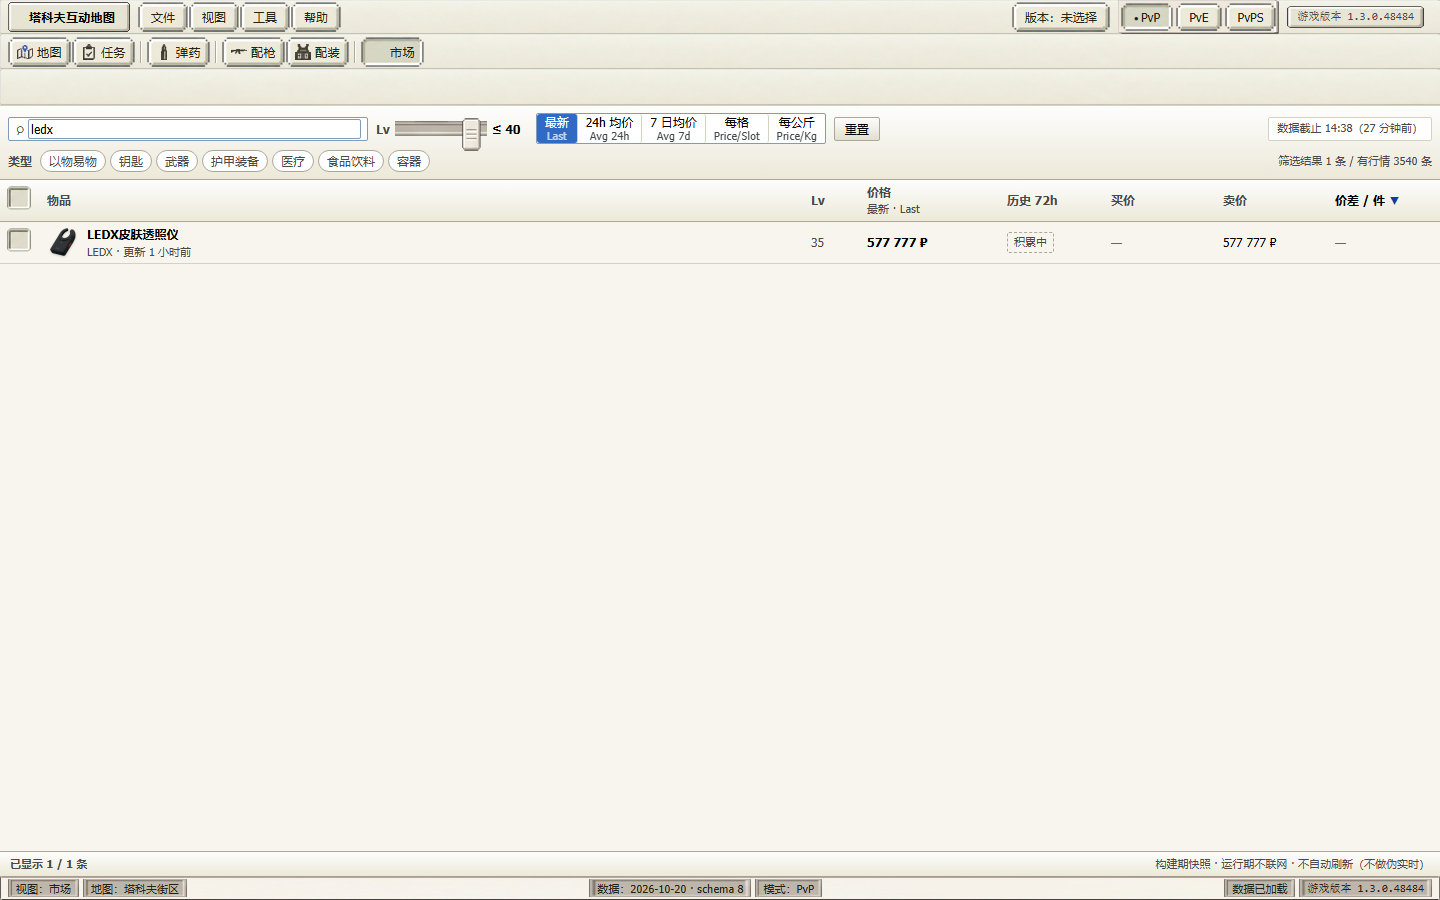 塔科夫互动地图 文件 视图 工具 帮助 版本：未选择 • PvP PvE PvPS 游戏版本 1.3.0.48484
地图 任务 弹药 配枪 配装 市场
ledx Lv ≤ 40 最新 24h 均价 7 日均价 每格 每公斤 重置 数据截止 14:38（27 分钟前）
Last Avg 24h Avg 7d Price/Slot Price/Kg
类型 以物易物 钥匙 武器 护甲装备 医疗 食品饮料 容器 筛选结果 1 条 / 有行情 3540 条
物品 Lv 价格 历史 72h 买价 卖价 价差 / 件 ▼
最新 · Last
LEDX皮肤透照仪 35 577 777 ₽ 积累中 — 577 777 ₽ —
LEDX · 更新 1 小时前
已显示 1 / 1 条 构建期快照 · 运行期不联网 · 不自动刷新（不做伪实时）
视图：市场 地图：塔科夫街区 数据：2026-10-20 · schema 8 模式：PvP 数据已加载 游戏版本 1.3.0.48484